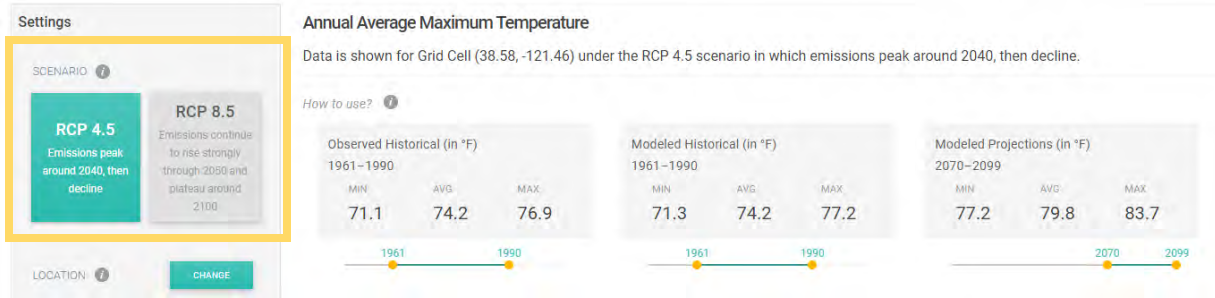 Settings
SCENARIO
RCP 4.5
Emissions peak
around 2040, then
decline
RCP 8.5
Emissions continue
to rise strongly
through 2050 and
plateau around
2100
LOCATION
CHANGE
Annual Average Maximum Temperature
Data is shown for Grid Cell (38.58, -121.46) under the RCP 4.5 scenario in which emissions peak around 2040, then decline.
How to use?
Observed Historical (in °F)
1961–1990
MIN AVG MAX
71.1 74.2 76.9
1961 1990
Modeled Historical (in °F)
1961–1990
MIN AVG MAX
71.3 74.2 77.2
1961 1990
Modeled Projections (in °F)
2070–2099
MIN AVG MAX
77.2 79.8 83.7
2070 2099